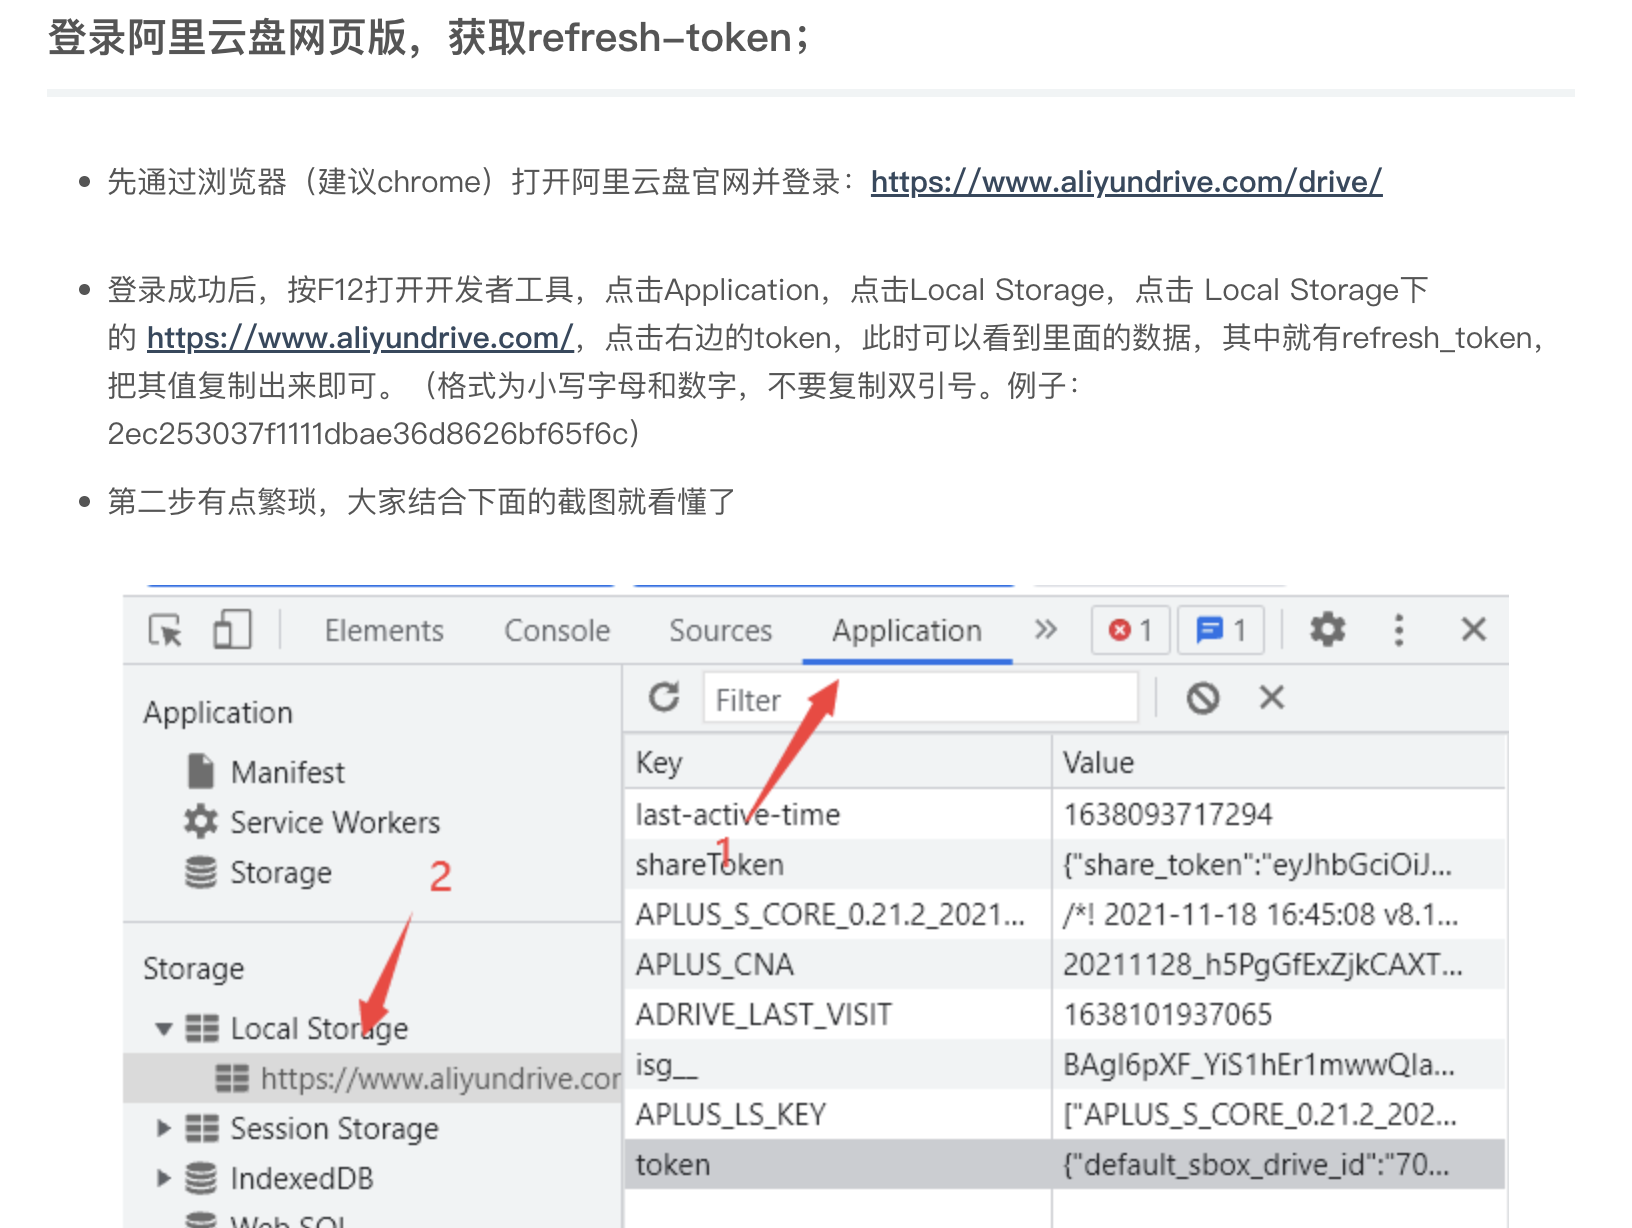 登录阿里云盘网页版，获取refresh-token；
先通过浏览器（建议chrome）打开阿里云盘官网并登录：https://www.aliyundrive.com/drive/
登录成功后，按F12打开开发者工具，点击Application，点击Local Storage，点击 Local Storage下
的 https://www.aliyundrive.com/，点击右边的token，此时可以看到里面的数据，其中就有refresh_token，
把其值复制出来即可。（格式为小写字母和数字，不要复制双引号。例子：
2ec253037f1111dbae36d8626bf65f6c）
第二步有点繁琐，大家结合下面的截图就看懂了
Elements Console Sources Application 1 1
Application
Manifest
Service Workers
Storage
2
Storage
Local Storage
https://www.aliyundrive.cor
Session Storage
IndexedDB
Web SQL
Filter
Key Value
last-active-time 1638093717294
1
shareToken {"share_token":"eyJhbGciOiJ...
APLUS_S_CORE_0.21.2_2021... /*! 2021-11-18 16:45:08 v8.1...
APLUS_CNA 20211128_h5PgGfExZjkCAXT...
ADRIVE_LAST_VISIT 1638101937065
isg__ BAgI6pXF_YiS1hEr1mwwQIa...
APLUS_LS_KEY ["APLUS_S_CORE_0.21.2_202...
token {"default_sbox_drive_id":"70...